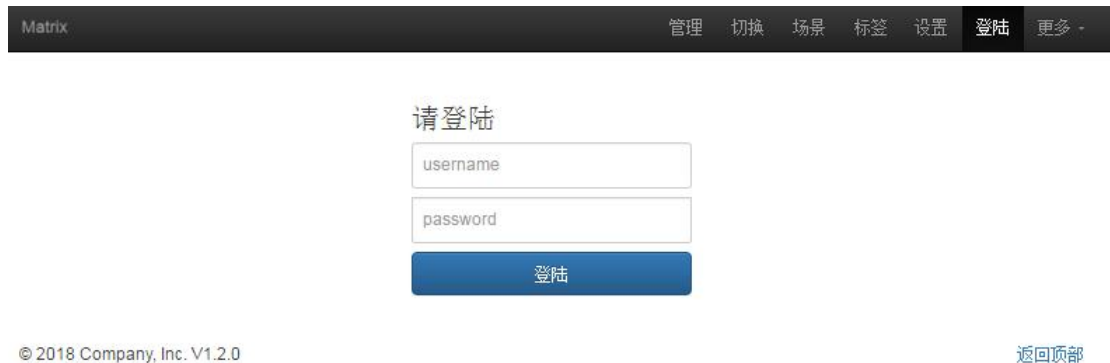 Matrix 管理 切换 场景 标签 设置 登陆 更多
请登陆
username
password
登陆
© 2018 Company, Inc. V1.2.0 返回顶部